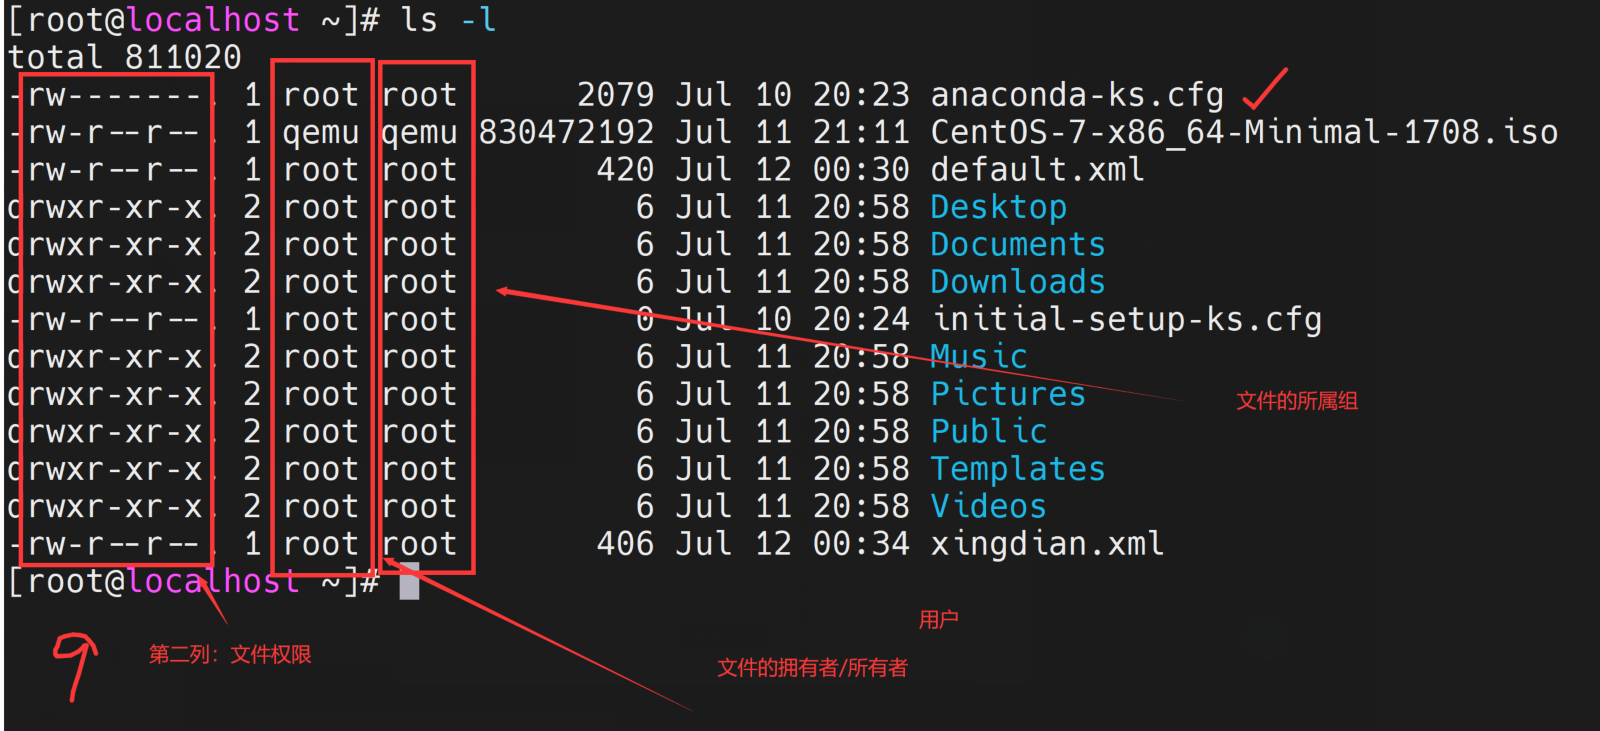 [root@localhost ~]# ls -l
total 811020
-rw-------. 1 root root 2079 Jul 10 20:23 anaconda-ks.cfg
-rw-r--r--. 1 qemu qemu 830472192 Jul 11 21:11 CentOS-7-x86_64-Minimal-1708.iso
-rw-r--r--. 1 root root 420 Jul 12 00:30 default.xml
drwxr-xr-x. 2 root root 6 Jul 11 20:58 Desktop
drwxr-xr-x. 2 root root 6 Jul 11 20:58 Documents
drwxr-xr-x. 2 root root 6 Jul 11 20:58 Downloads
-rw-r--r--. 1 root root 0 Jul 10 20:24 initial-setup-ks.cfg
drwxr-xr-x. 2 root root 6 Jul 11 20:58 Music
drwxr-xr-x. 2 root root 6 Jul 11 20:58 Pictures
drwxr-xr-x. 2 root root 6 Jul 11 20:58 Public
drwxr-xr-x. 2 root root 6 Jul 11 20:58 Templates
drwxr-xr-x. 2 root root 6 Jul 11 20:58 Videos
-rw-r--r--. 1 root root 406 Jul 12 00:34 xingdian.xml
[root@localhost ~]#
文件的所属组
用户
9
第二列：文件权限
文件的拥有者/所有者